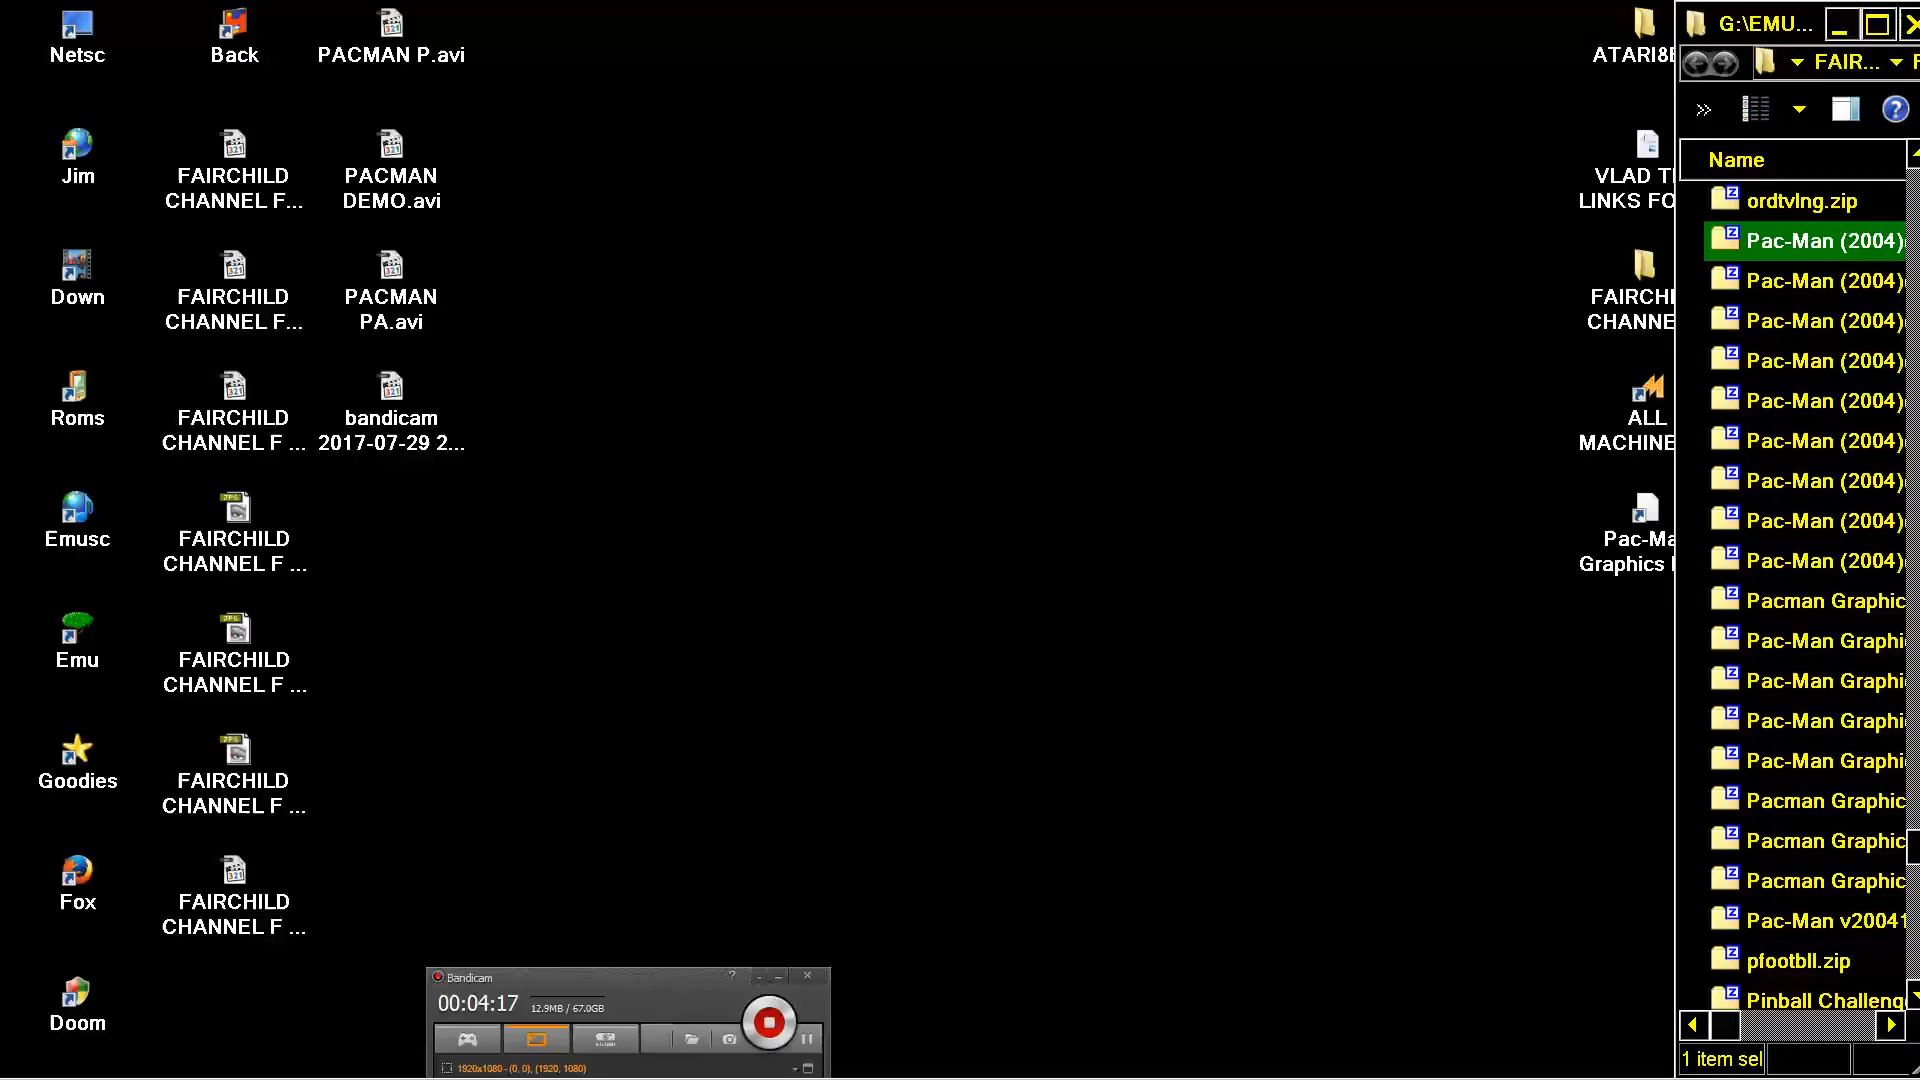 Netsc
Back
PACMAN P.avi
Jim
FAIRCHILD
CHANNEL F...
PACMAN
DEMO.avi
Down
FAIRCHILD
CHANNEL F...
PACMAN
PA.avi
Roms
FAIRCHILD
CHANNEL F ...
bandicam
2017-07-29 2...
Emusc
FAIRCHILD
CHANNEL F ...
Emu
FAIRCHILD
CHANNEL F ...
Goodies
FAIRCHILD
CHANNEL F ...
Fox
FAIRCHILD
CHANNEL F ...
Doom
Bandicam
00:04:17
12.9MB / 67.0GB
1920x1080 - (0, 0), (1920, 1080)
ATARI8
VLAD T
LINKS FO
FAIRCHI
CHANNE
ALL
MACHINE
Pac-Ma
Graphics
G:\EMU...
FAIR...
Name
ordtvlng.zip
Pac-Man (2004)
Pac-Man (2004)
Pac-Man (2004)
Pac-Man (2004)
Pac-Man (2004)
Pac-Man (2004)
Pac-Man (2004)
Pac-Man (2004)
Pac-Man (2004)
Pacman Graphic
Pac-Man Graphi
Pac-Man Graphi
Pac-Man Graphi
Pac-Man Graphi
Pacman Graphic
Pacman Graphic
Pacman Graphic
Pac-Man v20041
pfootbll.zip
Pinball Challeng
1 item sel